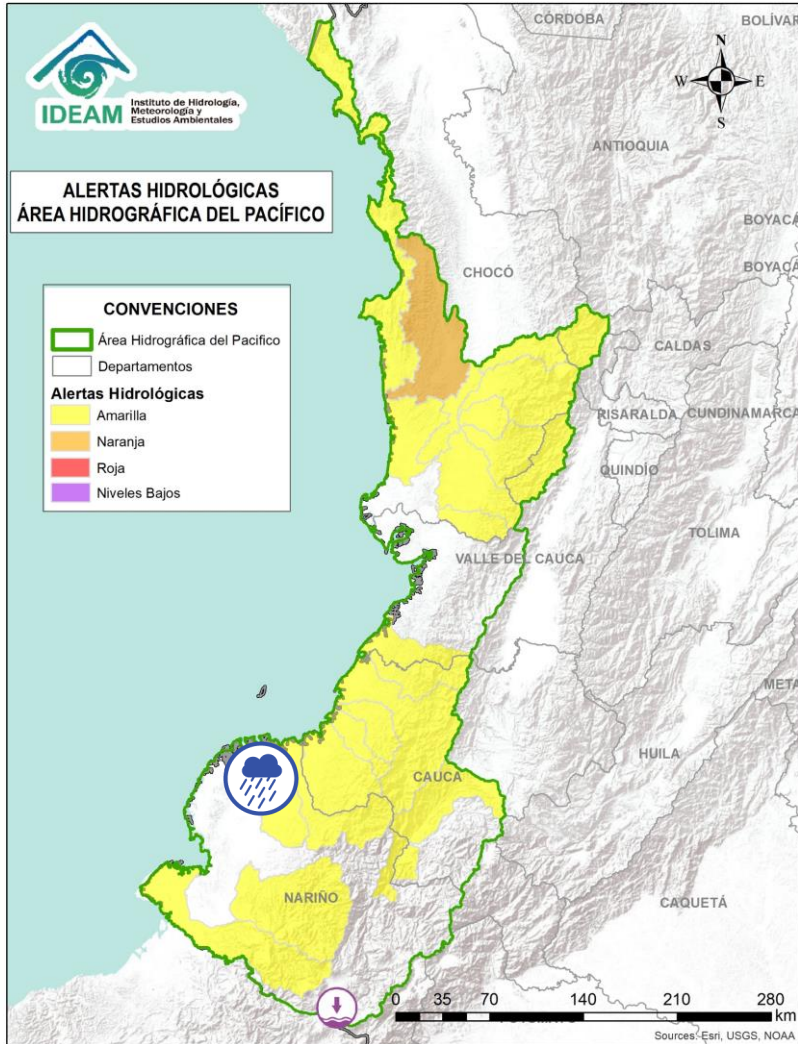 CÓRDOBA
BOLÍVAR
N
W
E
S
IDEAM
Instituto de Hidrología,
Meteorología y
Estudios Ambientales
ANTIOQUIA
ALERTAS HIDROLÓGICAS
ÁREA HIDROGRÁFICA DEL PACÍFICO
BOYACÁ
BOYACÁ
CHOCÓ
CONVENCIONES
Área Hidrográfica del Pacífico
Departamentos
Alertas Hidrológicas
Amarilla
Naranja
Roja
Niveles Bajos
CALDAS
RISARALDA
CUNDINAMARCA
QUINDÍO
TOLIMA
VALLE DEL CAUCA
META
HUILA
CAUCA
NARIÑO
CAQUETÁ
0 35 70 140 210 280
km
Sources: Esri, USGS, NOAA